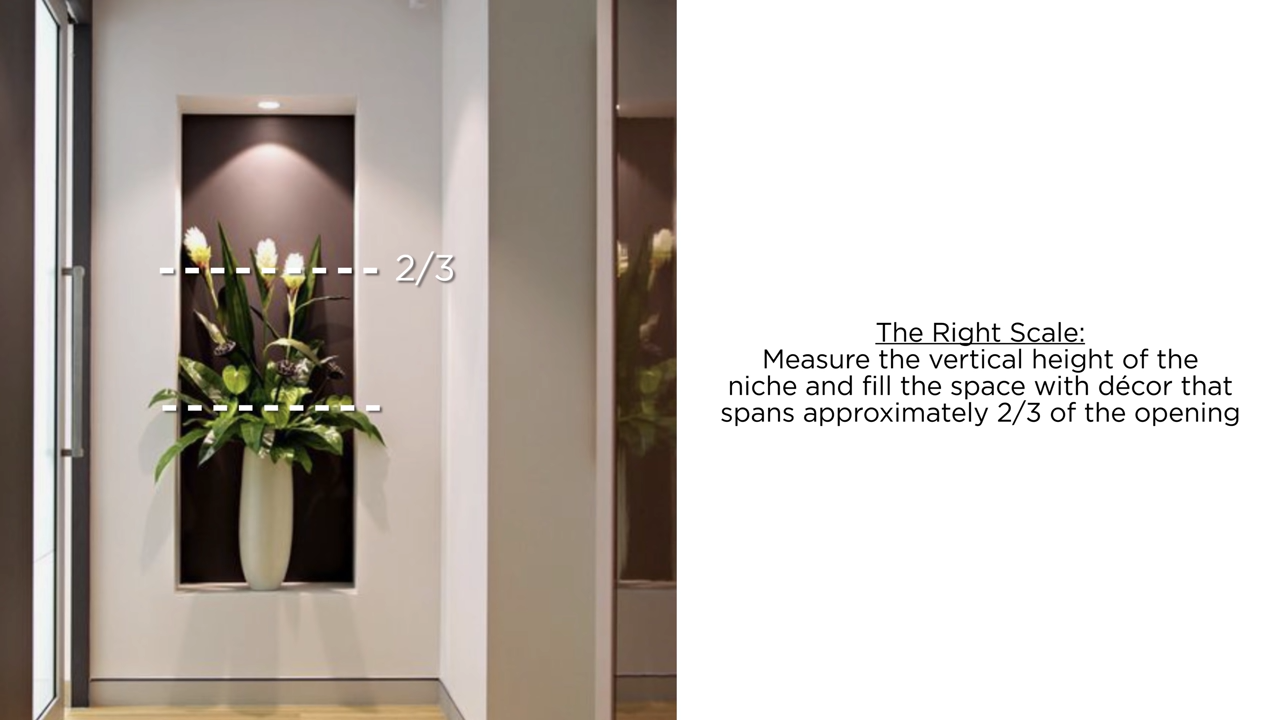 2/3
The Right Scale:
Measure the vertical height of the
niche and fill the space with décor that
spans approximately 2/3 of the opening